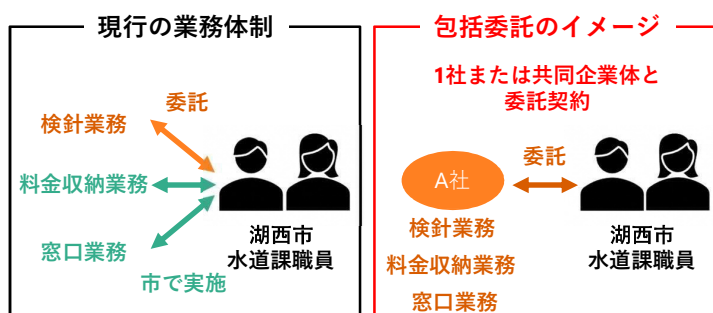 現行の業務体制
委託
検針業務
料金収納業務
窓口業務
市で実施
湖西市
水道課職員
包括委託のイメージ
1社または共同企業体と
委託契約
委託
A社
検針業務
料金収納業務
窓口業務
湖西市
水道課職員